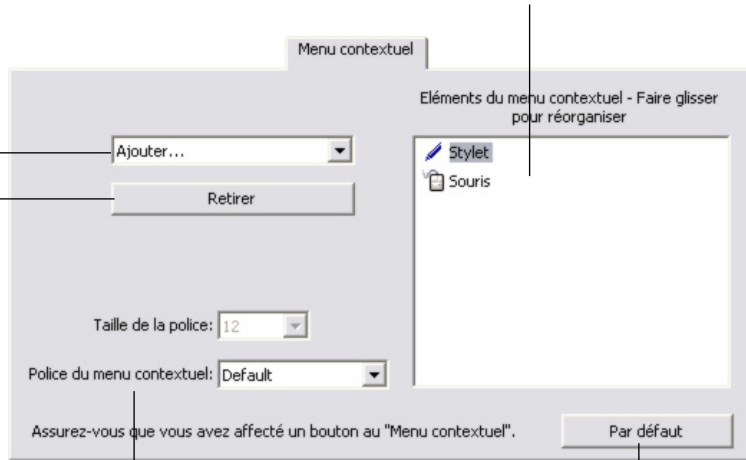 Menu contextuel
Eléments du menu contextuel - Faire glisser
pour réorganiser
Ajouter...
Stylet
Souris
Retirer
Taille de la police: 12
Police du menu contextuel: Default
Assurez-vous que vous avez affecté un bouton au "Menu contextuel".
Par défaut